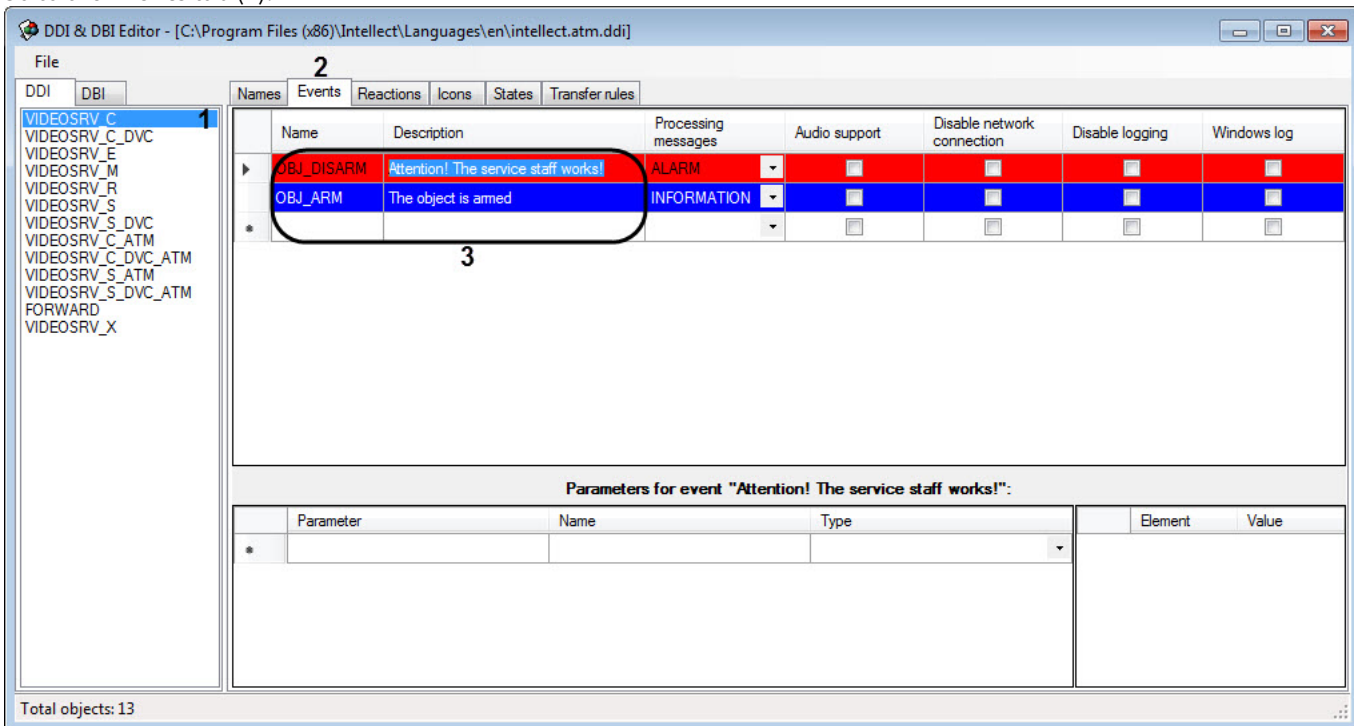 DDI & DBI Editor - [C:\Program Files (x86)\Intellect\Languages\en\intellect.atm.ddi]
File
2
DDI DBI
Names Events Reactions Icons States Transfer rules
VIDEOSRV_C 1
VIDEOSRV_C_DVC
VIDEOSRV_E
VIDEOSRV_M
VIDEOSRV_R
VIDEOSRV_S
VIDEOSRV_S_DVC
VIDEOSRV_C_ATM
VIDEOSRV_C_DVC_ATM
VIDEOSRV_S_ATM
VIDEOSRV_S_DVC_ATM
FORWARD
VIDEOSRV_X
Name Description Processing messages Audio support Disable network connection Disable logging Windows log
OBJ_DISARM Attention! The service staff works! ALARM
OBJ_ARM The object is armed INFORMATION
3
Parameters for event "Attention! The service staff works!":
Parameter Name Type Element Value
Total objects: 13